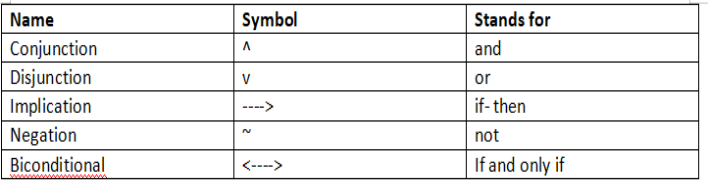 Name Symbol Stands for
Conjunction ^ and
Disjunction v or
Implication ----> if- then
Negation ~ not
Biconditional <----> If and only if